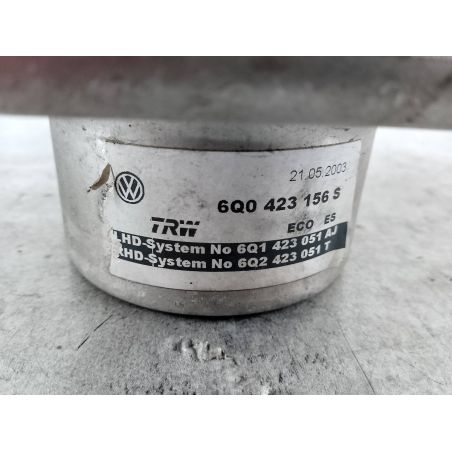 21.05.2003
6Q0 423 156 S
TRW
ECO ES
LHD-System No 6Q1 423 051 AJ
RHD-System No 6Q2 423 051 T